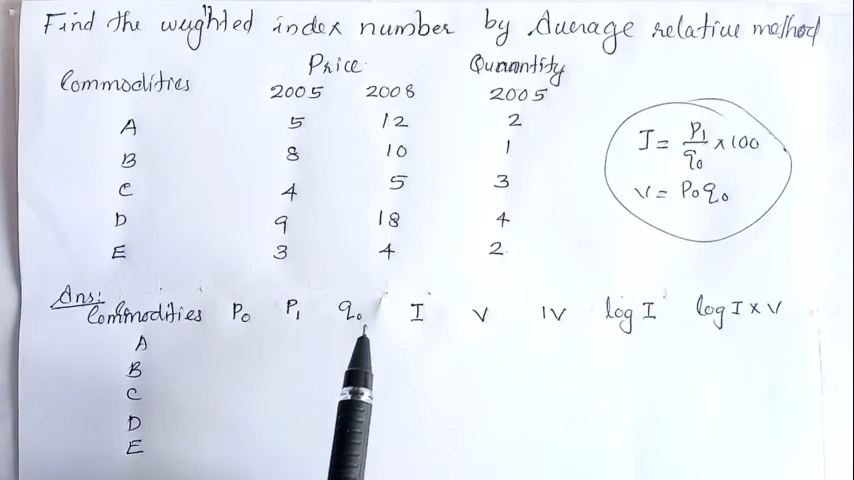 Find the weighted index number by Average relative method
Commodities Price Quantity
2005 2008 2005
A 5 12 2
B 8 10 1
C 4 5 3
D 9 18 4
E 3 4 2
I = P₁/q₀ × 100
V = P₀q₀
Ans:
Commodities P₀ P₁ q₀ I V IV log I log I × V
A
B
C
D
E